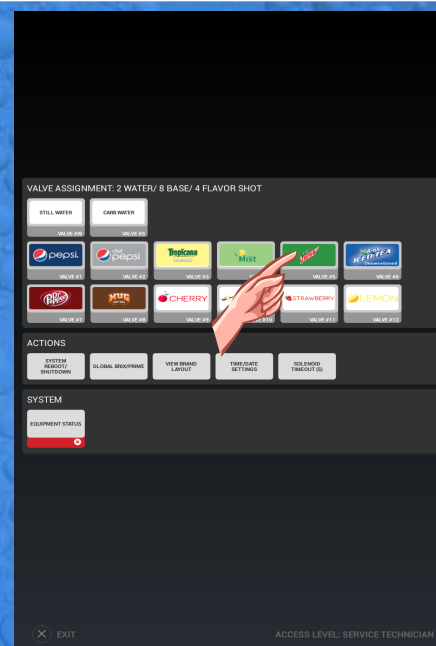 VALVE ASSIGNMENT: 2 WATER/ 8 BASE/ 4 FLAVOR SHOT
STILL WATER
CARB WATER
VALVE #W
VALVE #S
pepsi
diet pepsi
Tropicana
Mist
ICED TEA
Unsweetened
VALVE #1
VALVE #2
VALVE #3
VALVE #5
VALVE #6
Dr Pepper
MUG
CHERRY
STRAWBERRY
LEMON
VALVE #7
VALVE #8
VALVE #9
#10
VALVE #11
VALVE #12
ACTIONS
SYSTEM REBOOT/ SHUTDOWN
GLOBAL BRIX/PRIME
VIEW BRAND LAYOUT
TIME/DATE SETTINGS
SOLENOID TIMEOUT (S)
SYSTEM
EQUIPMENT STATUS
EXIT
ACCESS LEVEL: SERVICE TECHNICIAN